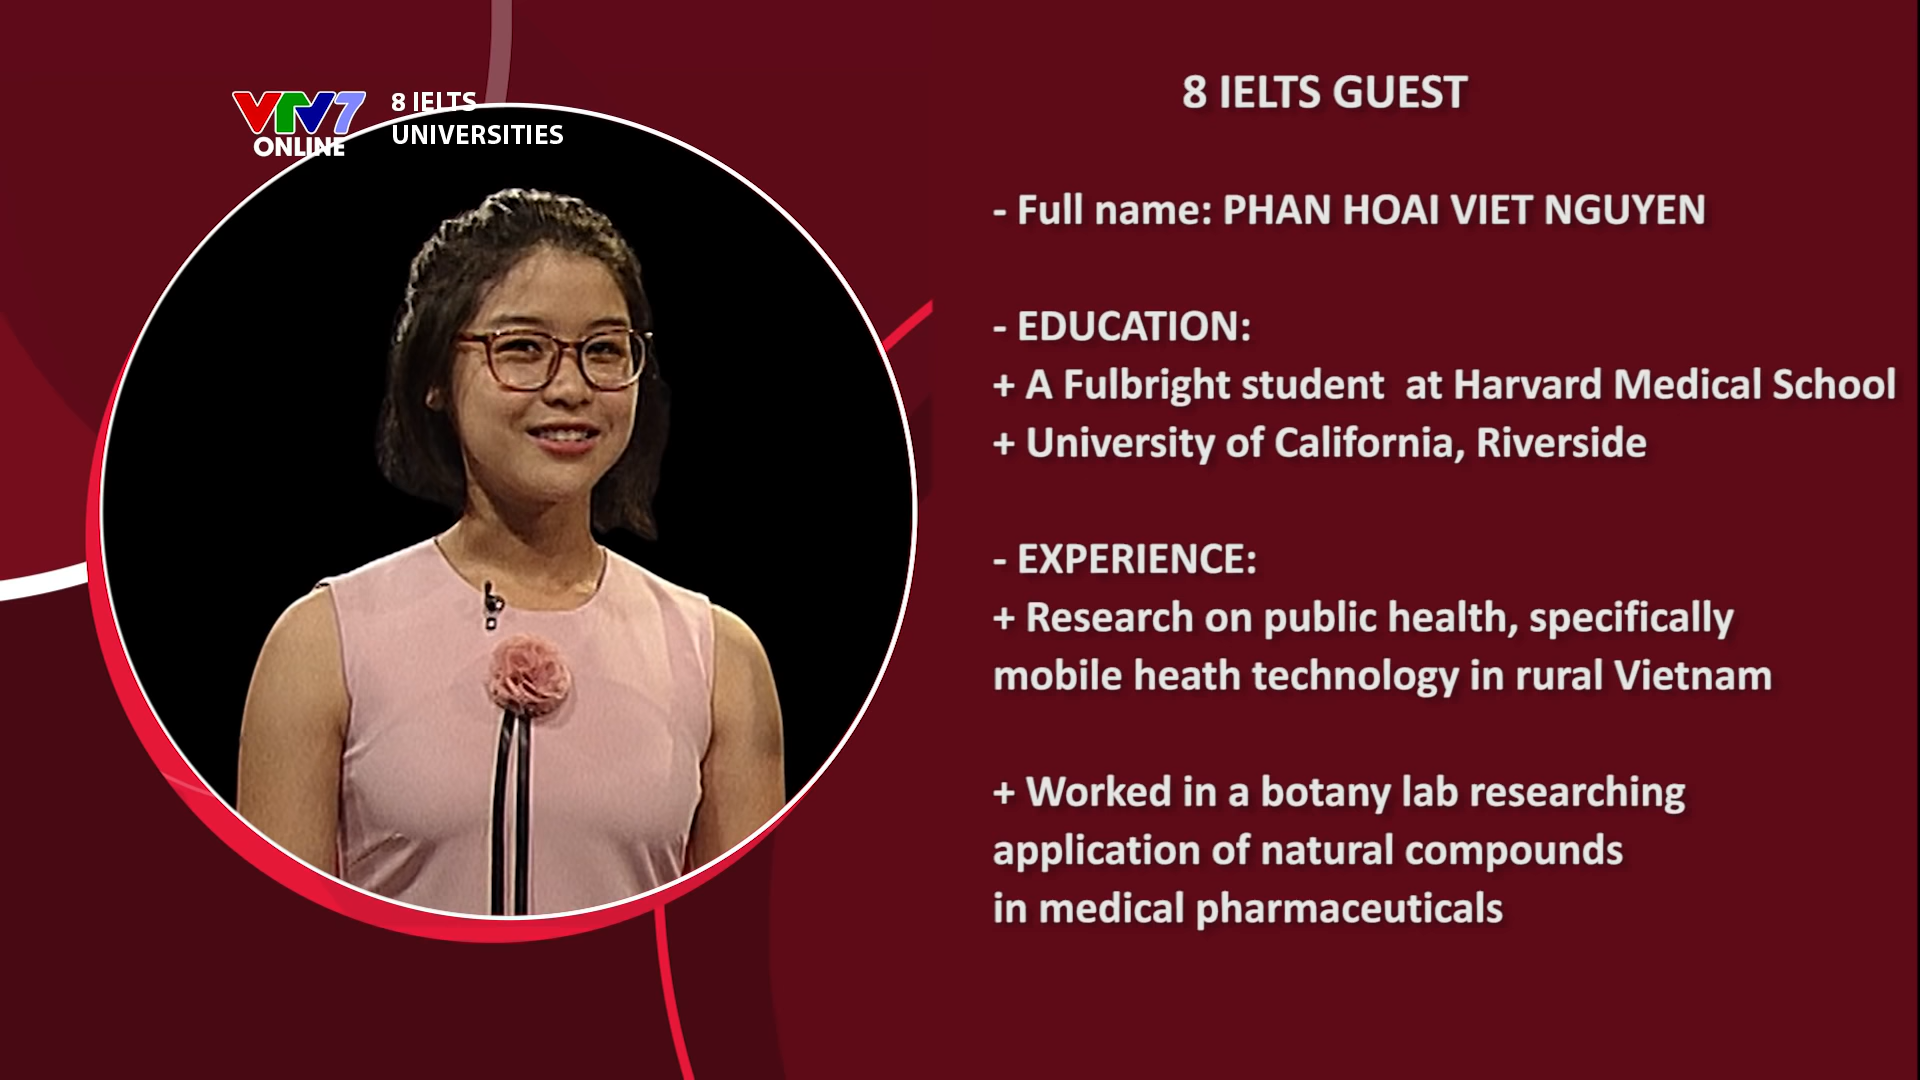 VTV7
ONLINE
8 IELTS
UNIVERSITIES
8 IELTS GUEST
- Full name: PHAN HOAI VIET NGUYEN
- EDUCATION:
+ A Fulbright student at Harvard Medical School
+ University of California, Riverside
- EXPERIENCE:
+ Research on public health, specifically
mobile heath technology in rural Vietnam
+ Worked in a botany lab researching
application of natural compounds
in medical pharmaceuticals